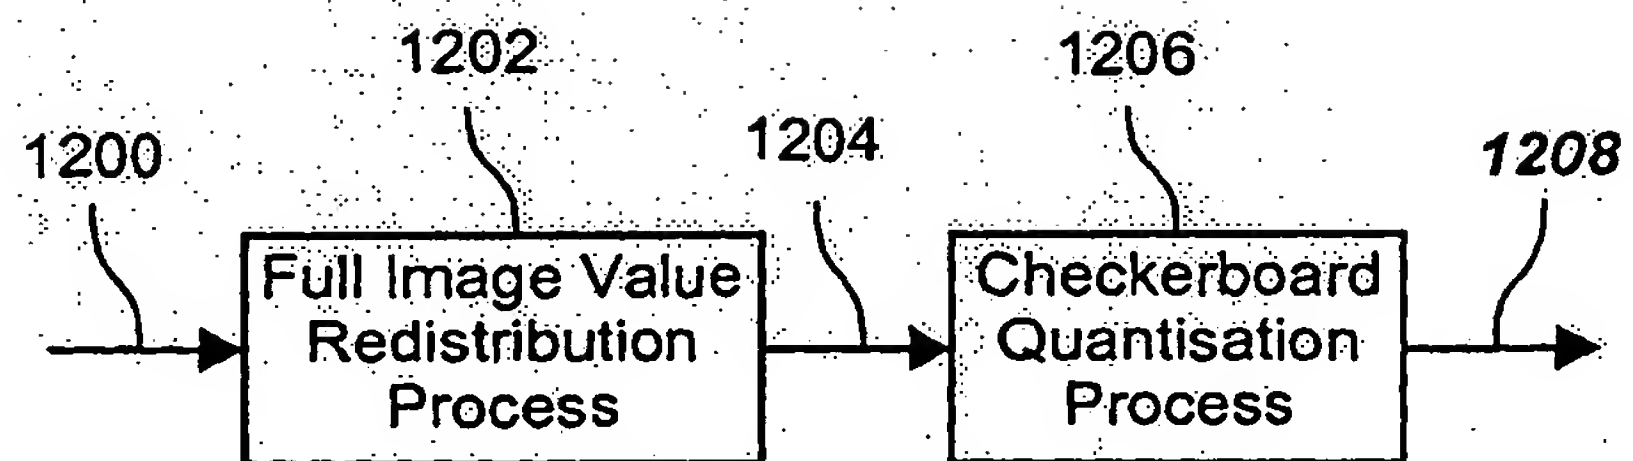 1202
1206
1200
1204
1208
Full Image Value
Redistribution
Process
Checkerboard
Quantisation
Process